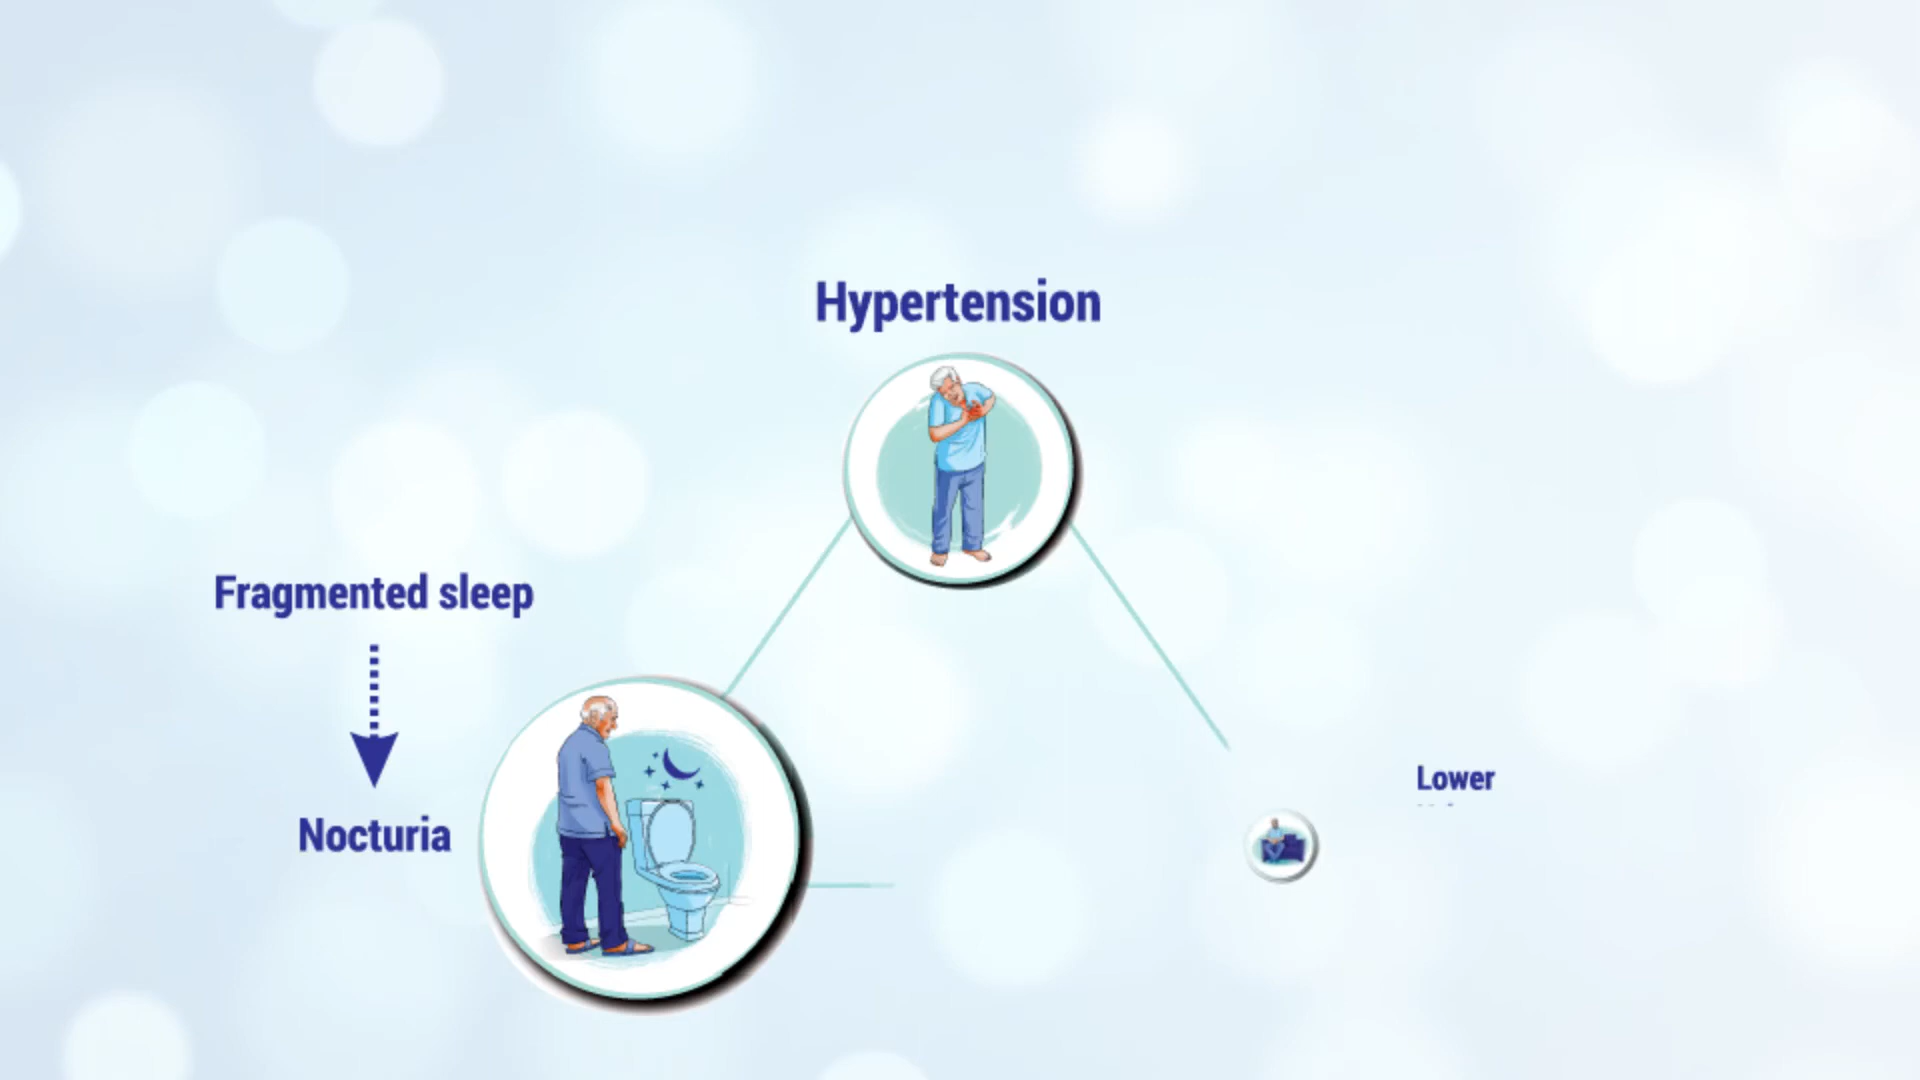 Hypertension
Fragmented sleep
Nocturia
Lower